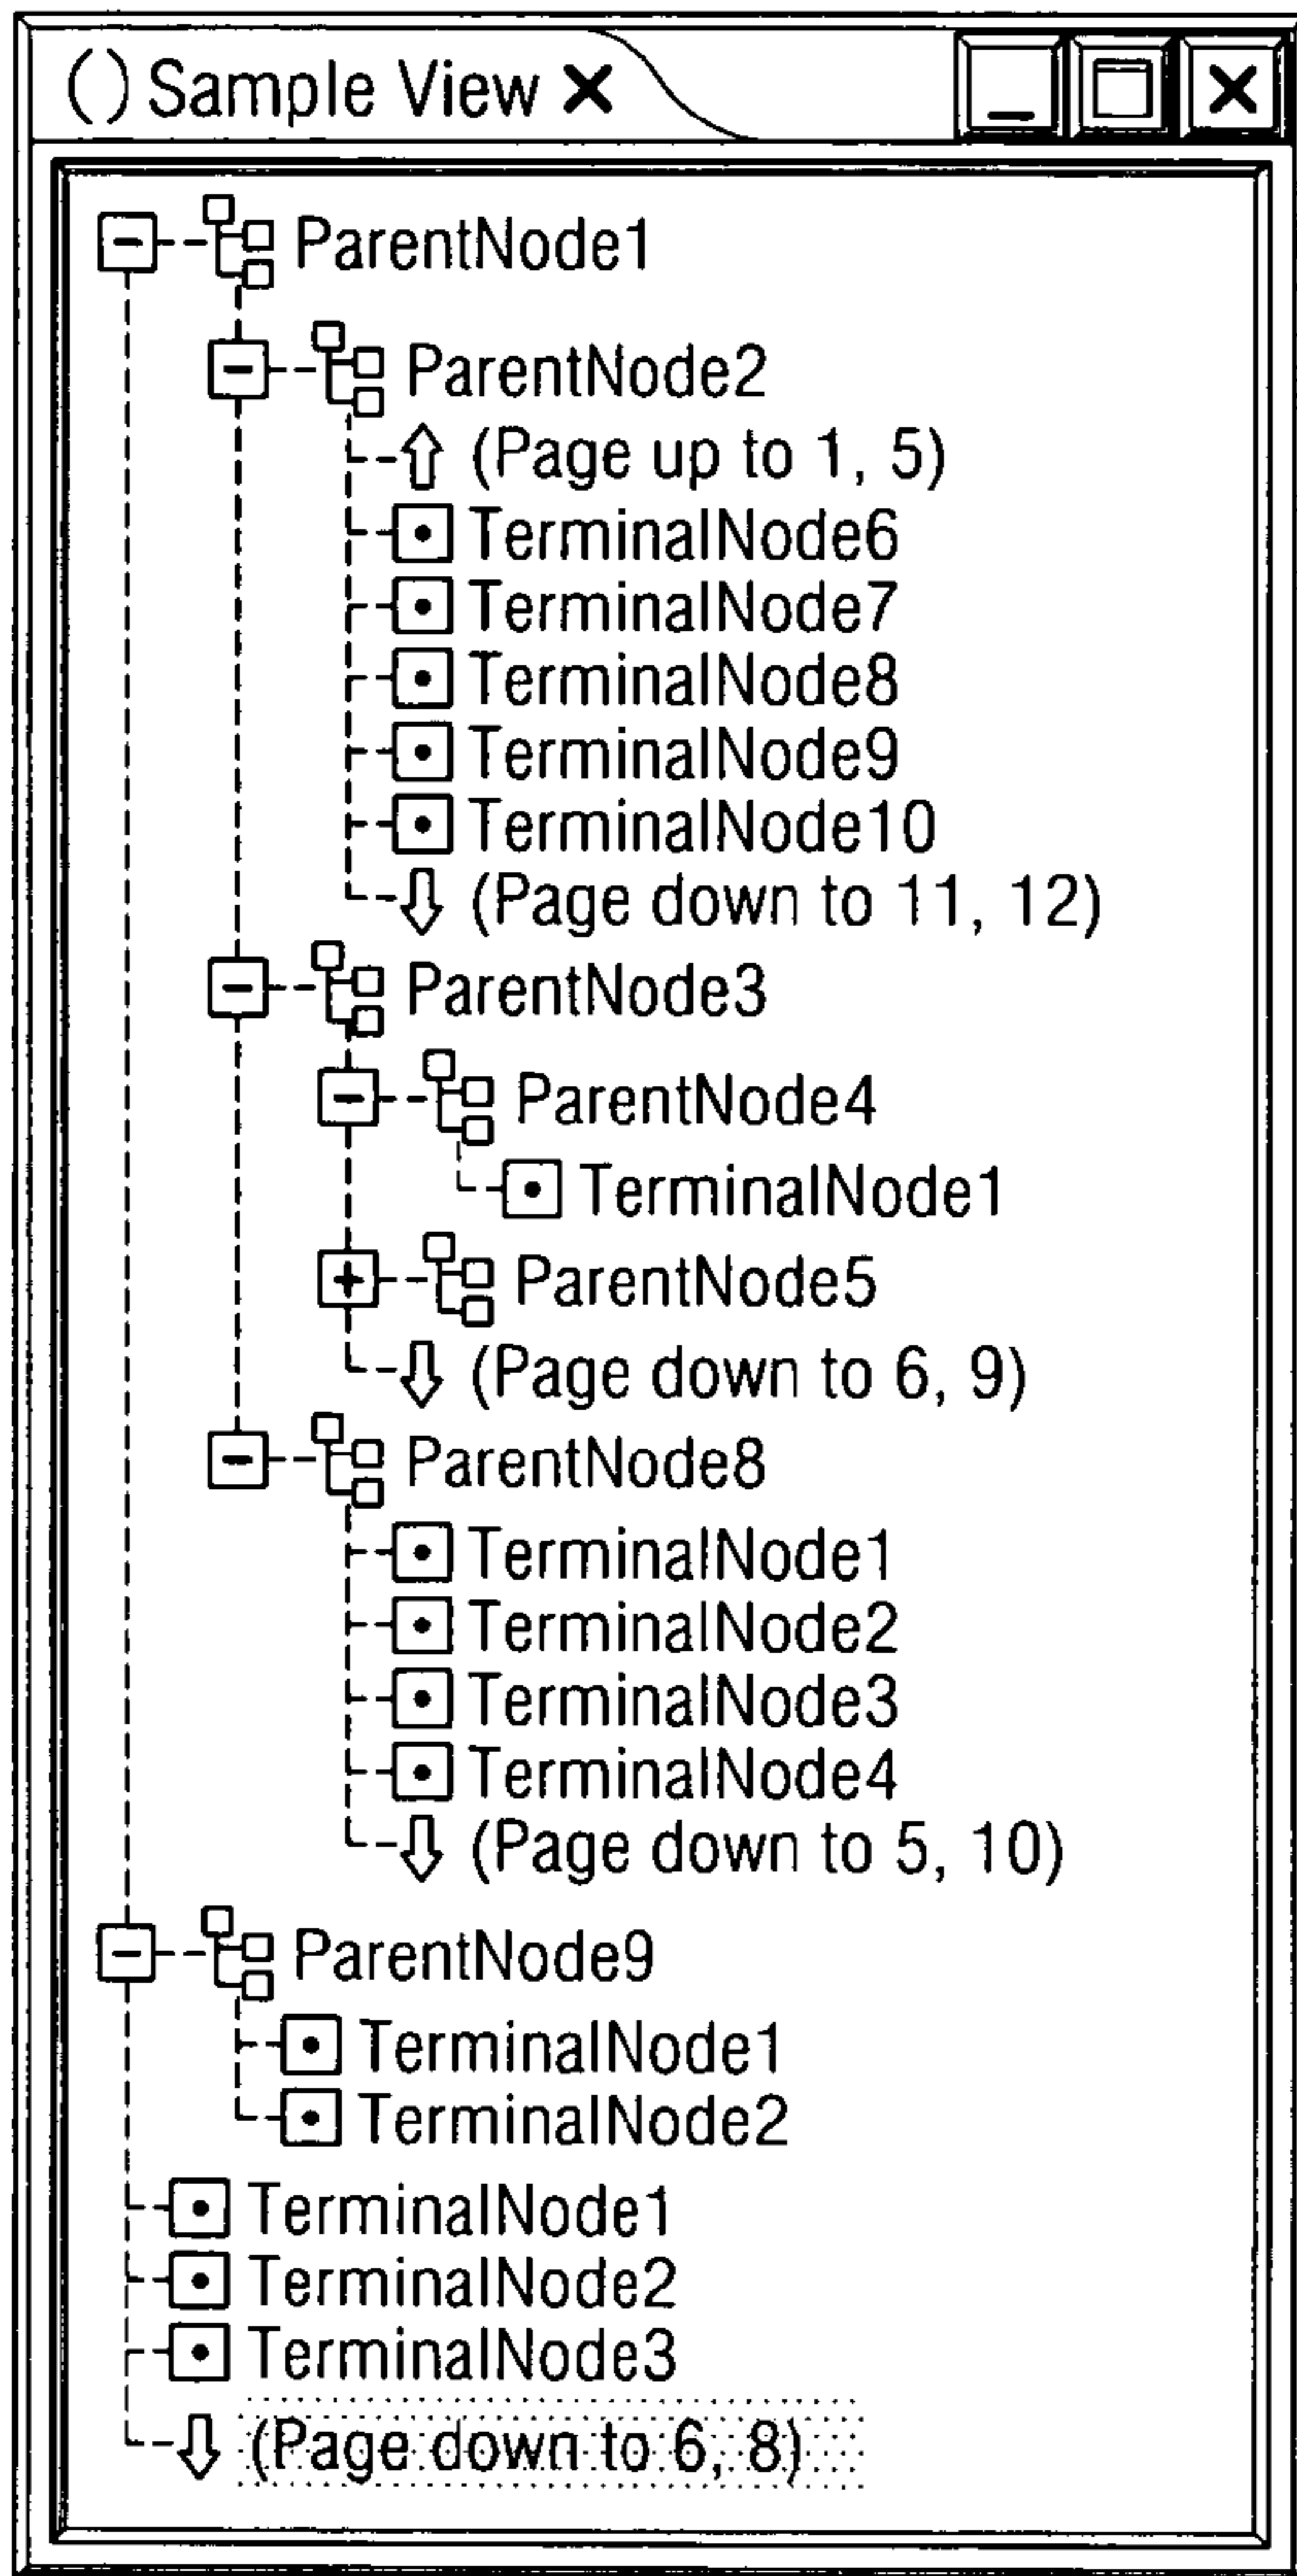 () Sample View ×
ParentNode1
ParentNode2
(Page up to 1, 5)
TerminalNode6
TerminalNode7
TerminalNode8
TerminalNode9
TerminalNode10
(Page down to 11, 12)
ParentNode3
ParentNode4
TerminalNode1
ParentNode5
(Page down to 6, 9)
ParentNode8
TerminalNode1
TerminalNode2
TerminalNode3
TerminalNode4
(Page down to 5, 10)
ParentNode9
TerminalNode1
TerminalNode2
TerminalNode1
TerminalNode2
TerminalNode3
(Page down to 6, 8)